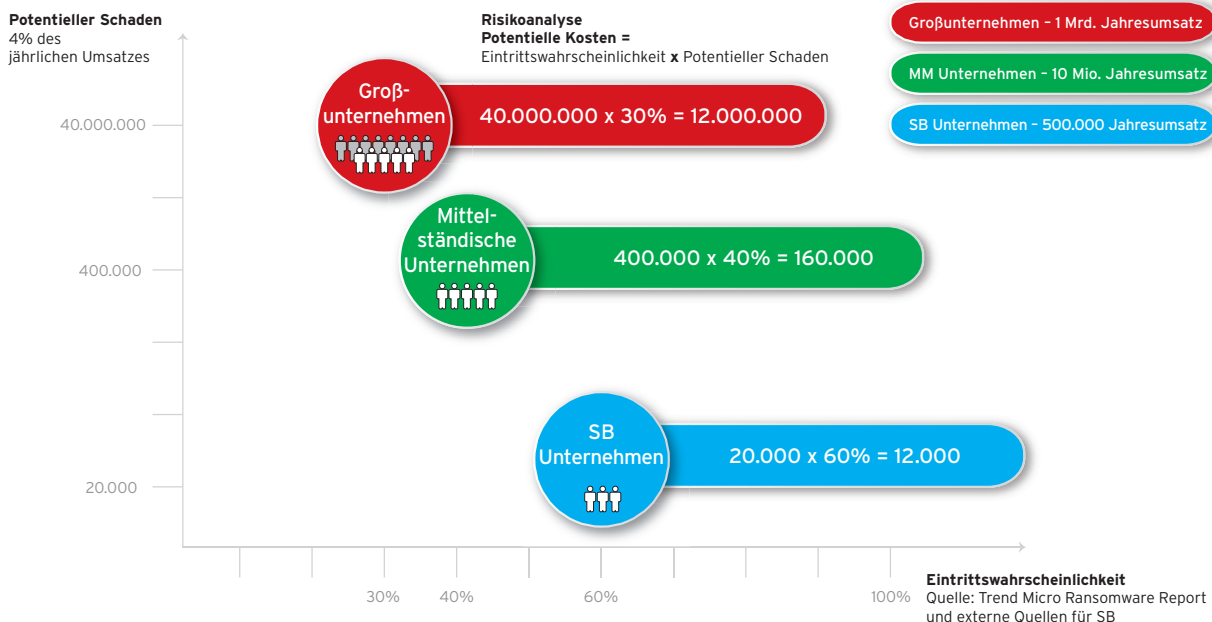 Potentieller Schaden
4% des
jährlichen Umsatzes
Risikoanalyse
Potentielle Kosten =
Eintrittswahrscheinlichkeit x Potentieller Schaden
Großunternehmen – 1 Mrd. Jahresumsatz
MM Unternehmen – 10 Mio. Jahresumsatz
SB Unternehmen – 500.000 Jahresumsatz
40.000.000
Groß-
unternehmen
40.000.000 x 30% = 12.000.000
400.000
Mittel-
ständische
Unternehmen
400.000 x 40% = 160.000
20.000
SB
Unternehmen
20.000 x 60% = 12.000
30%
40%
60%
100%
Eintrittswahrscheinlichkeit
Quelle: Trend Micro Ransomware Report
und externe Quellen für SB